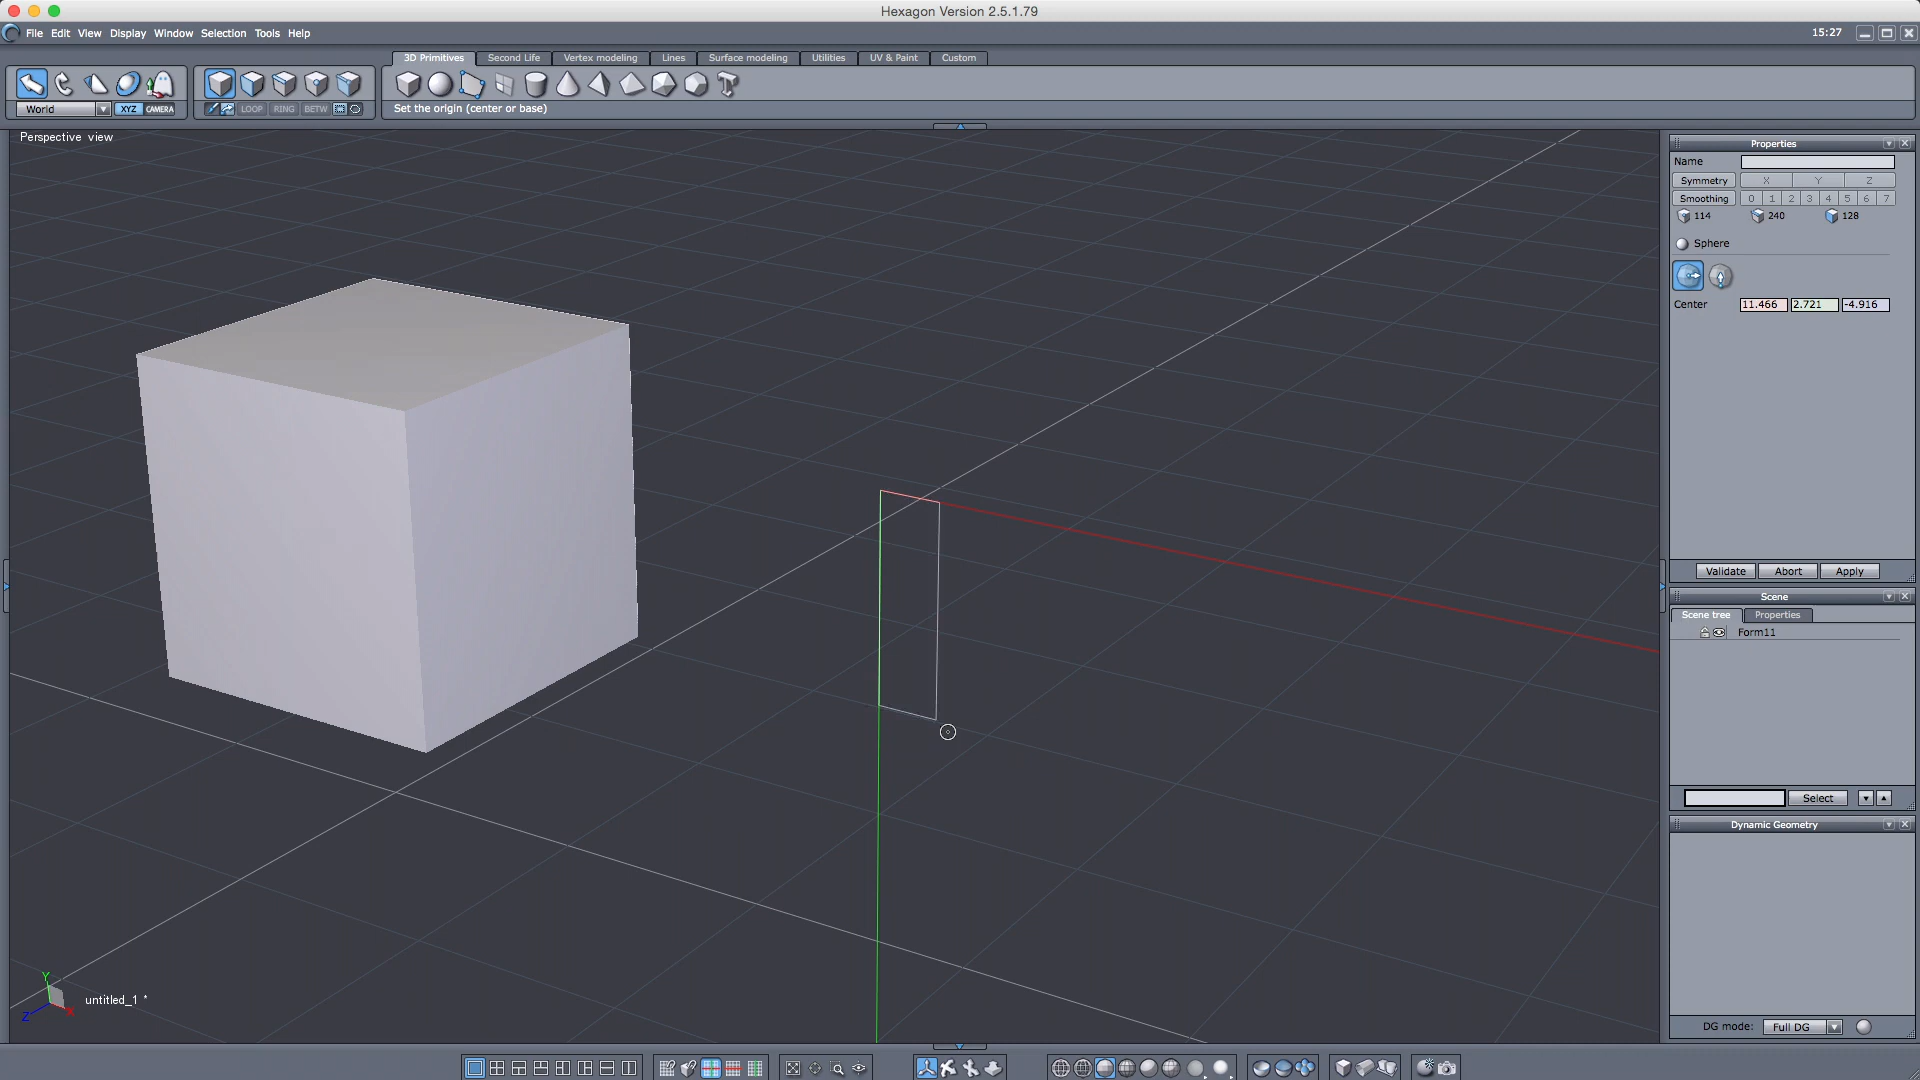 Hexagon Version 2.5.1.79
File Edit View Display Window Selection Tools Help
15:27
3D Primitives Second Life Vertex modeling Lines Surface modeling Utilities UV & Paint Custom
World XYZ CAMERA LOOP RING BETW Set the origin (center or base)
Perspective view
Properties
Name
Symmetry X Y Z
Smoothing 0 1 2 3 4 5 6 7
114 240 128
Sphere
Center 11.466 2.721 -4.916
Validate Abort Apply
Scene
Scene tree Properties
Form11
Select
Dynamic Geometry
DG mode: Full DG
Y
Z X
untitled_1 *